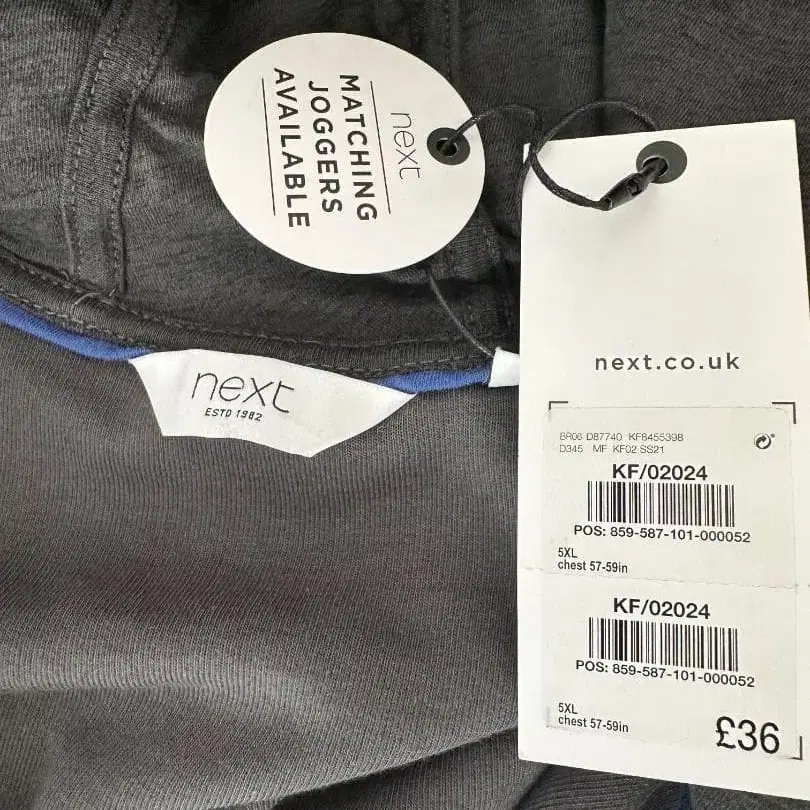 next
MATCHING
JOGGERS
AVAILABLE
next
ESTD 1982
next.co.uk
BR06 D87740 KF8455398
D345 MF KF02 SS21
KF/02024
POS: 859-587-101-000052
5XL
chest 57-59in
KF/02024
POS: 859-587-101-000052
5XL
chest 57-59in
£36